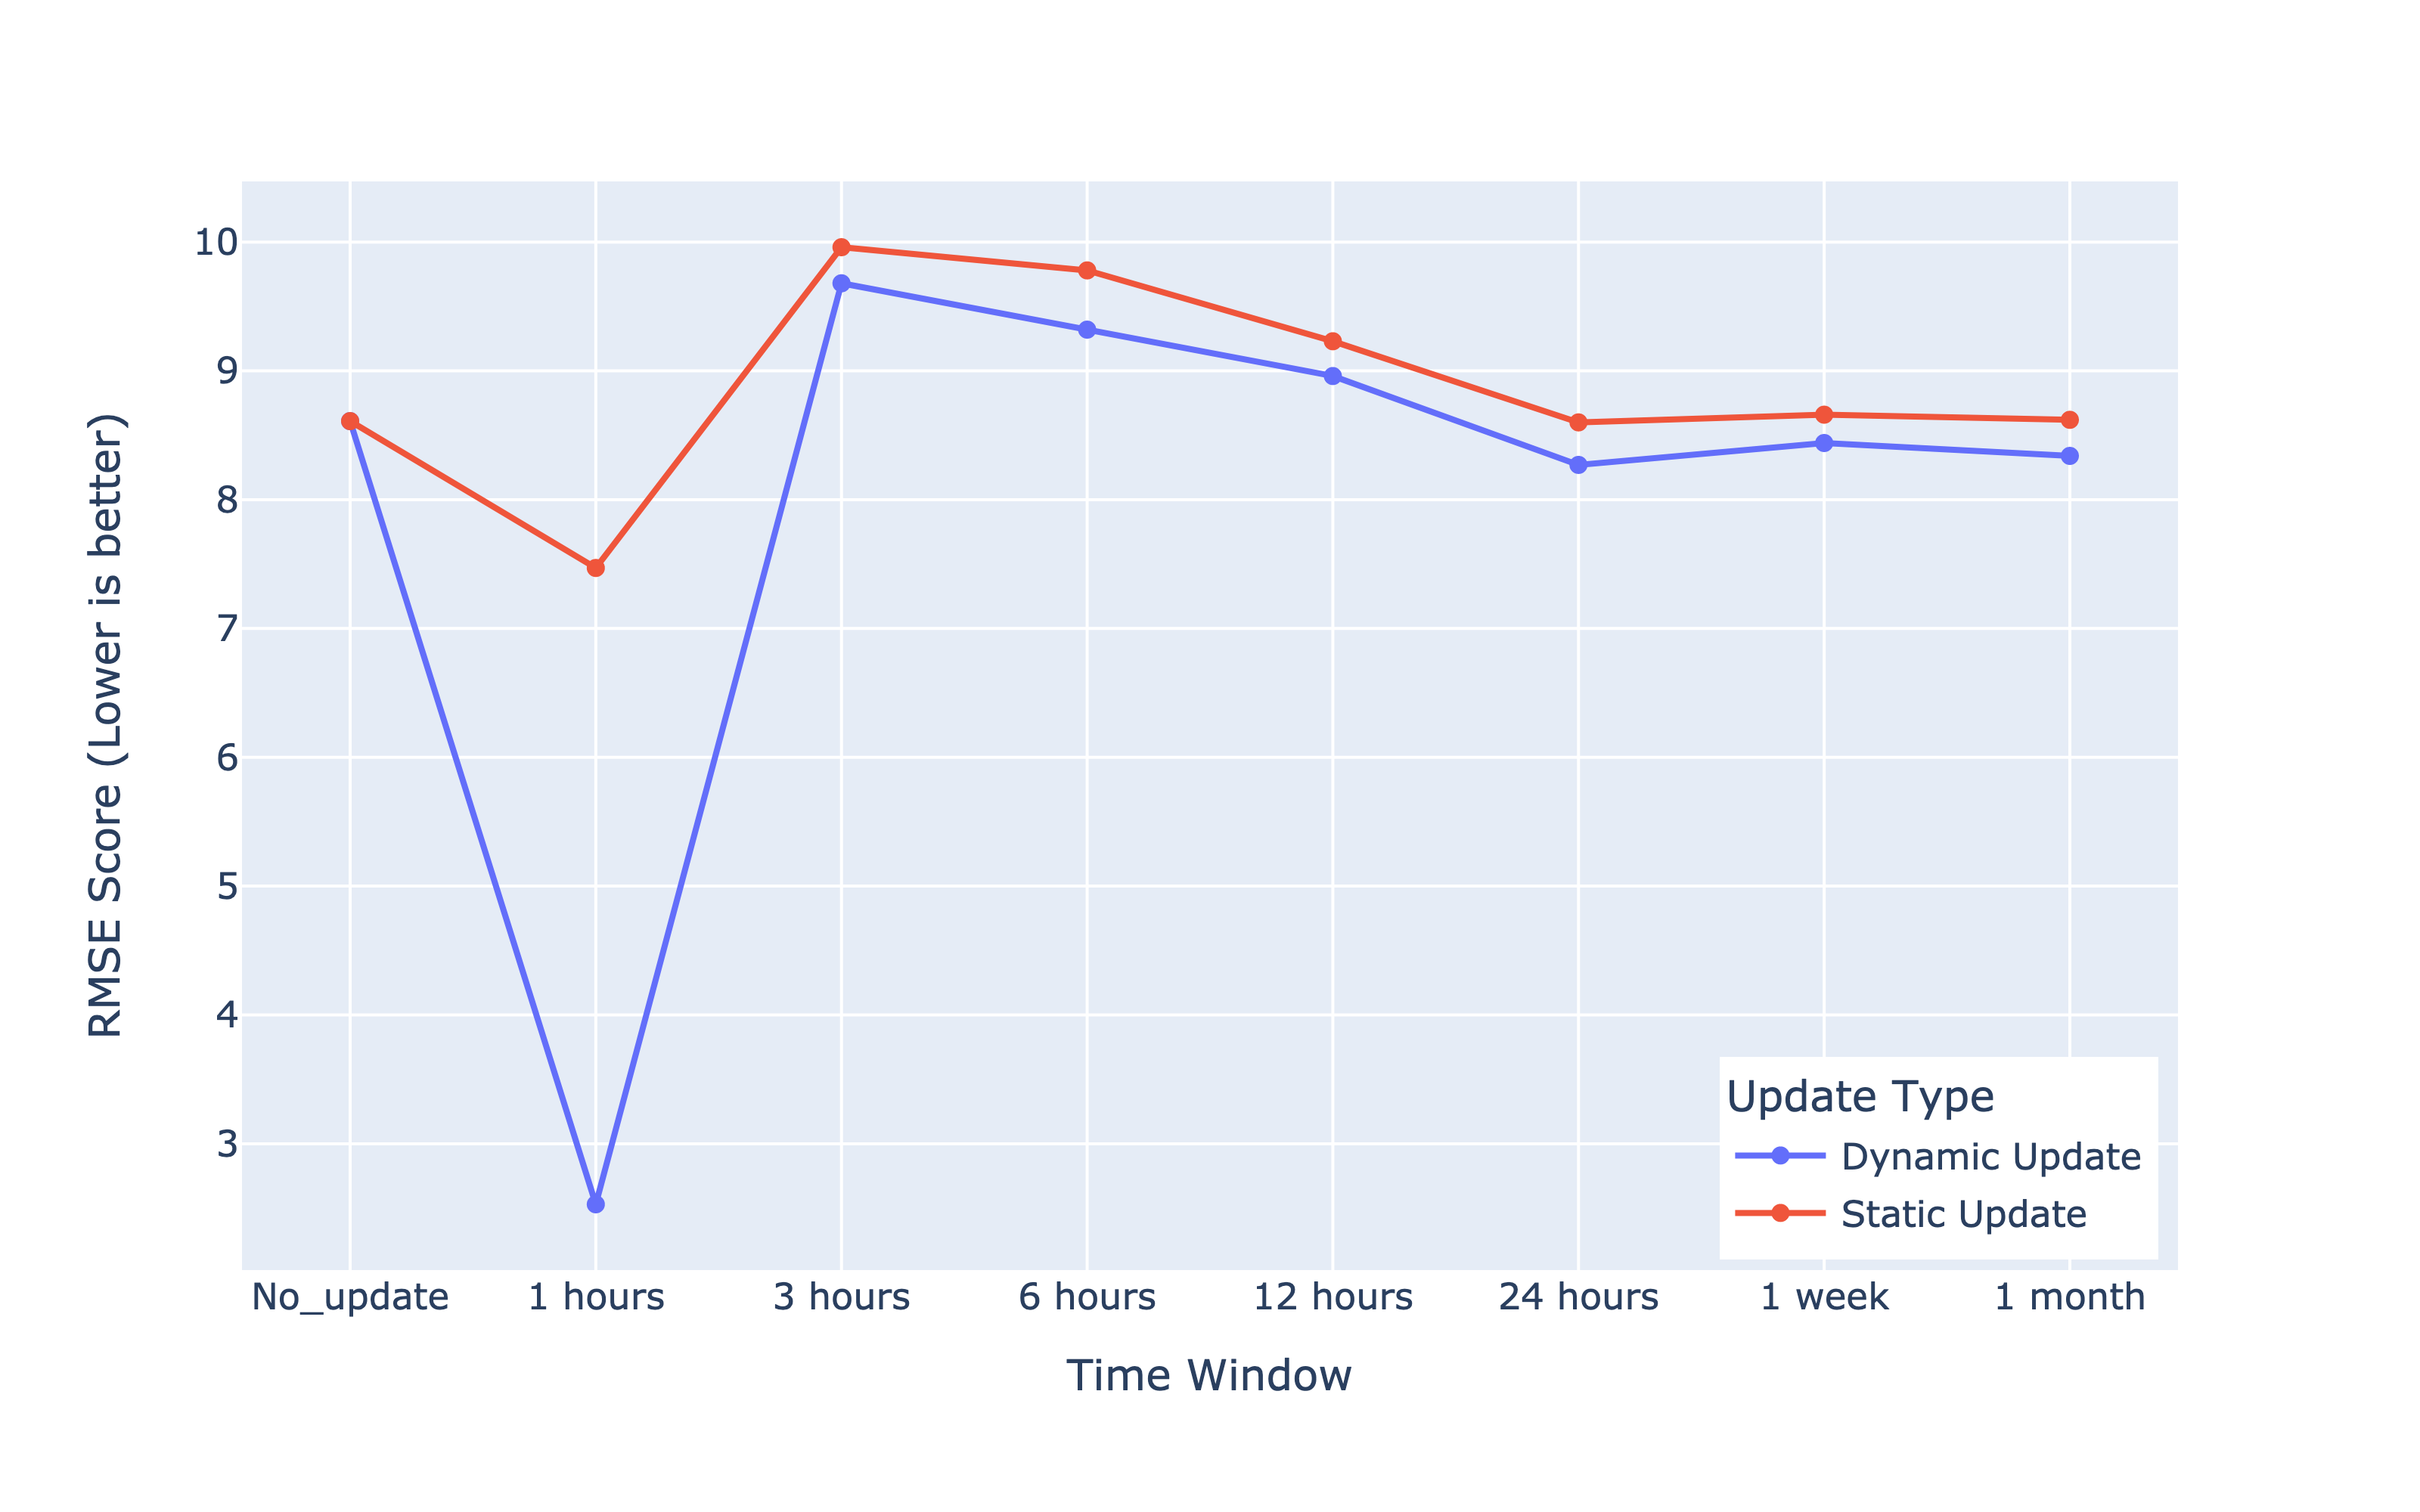 RMSE Score (Lower is better)
10
9
8
7
6
5
4
3
No_update 1 hours 3 hours 6 hours 12 hours 24 hours 1 week 1 month
Time Window
Update Type
Dynamic Update
Static Update